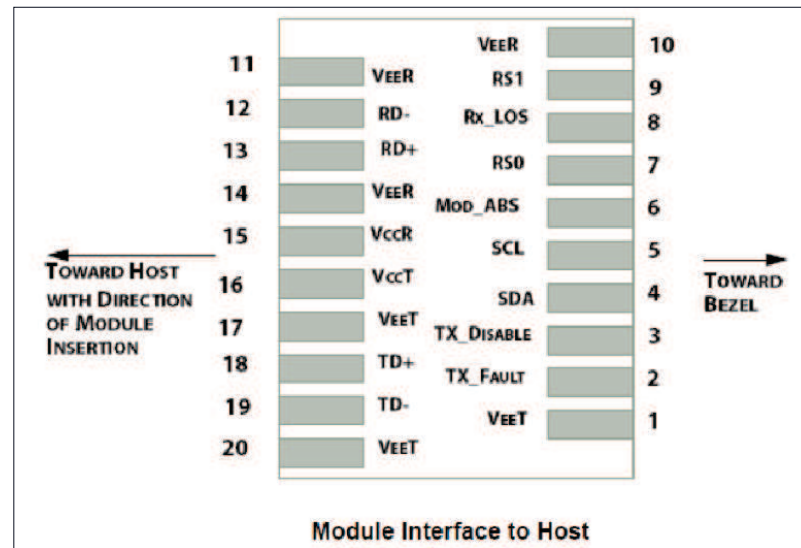 11 VEER
12 RD-
13 RD+
14 VEER
15 VCCR
16 VCCT
17 VEET
18 TD+
19 TD-
20 VEET
VEER 10
RS1 9
RX_LOS 8
RS0 7
MOD_ABS 6
SCL 5
SDA 4
TX_DISABLE 3
TX_FAULT 2
VEET 1
TOWARD HOST
WITH DIRECTION
OF MODULE
INSERTION
TOWARD
BEZEL
Module Interface to Host